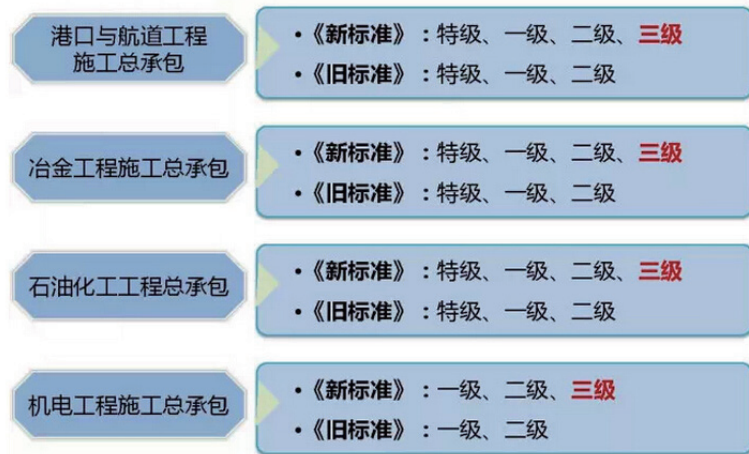 港口与航道工程
施工总承包
•《新标准》：特级、一级、二级、三级
•《旧标准》：特级、一级、二级
冶金工程施工总承包
•《新标准》：特级、一级、二级、三级
•《旧标准》：特级、一级、二级
石油化工工程总承包
•《新标准》：特级、一级、二级、三级
•《旧标准》：特级、一级、二级
机电工程施工总承包
•《新标准》：一级、二级、三级
•《旧标准》：一级、二级